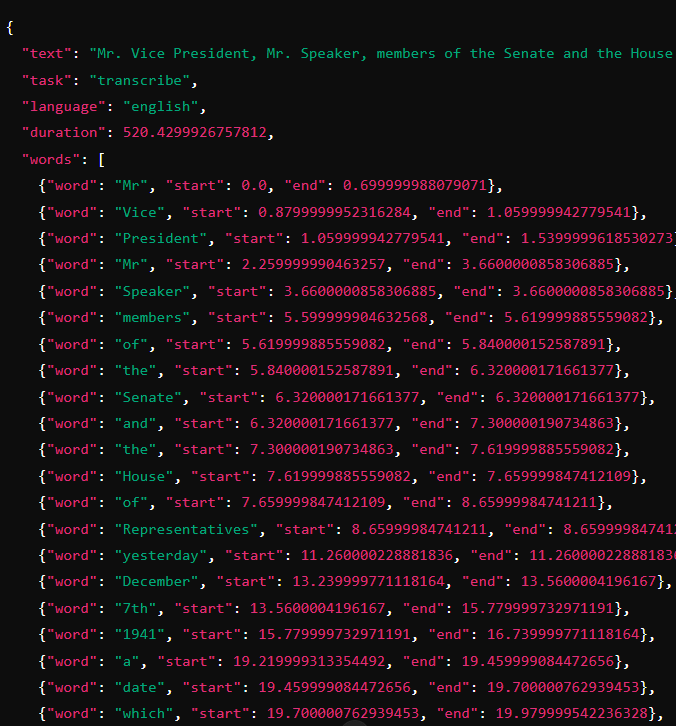 {
"text": "Mr. Vice President, Mr. Speaker, members of the Senate and the House
"task": "transcribe",
"language": "english",
"duration": 520.4299926757812,
"words": [
{"word": "Mr", "start": 0.0, "end": 0.699999988079071},
{"word": "Vice", "start": 0.8799999952316284, "end": 1.059999942779541},
{"word": "President", "start": 1.059999942779541, "end": 1.5399999618530273}
{"word": "Mr", "start": 2.259999990463257, "end": 3.6600000858306885},
{"word": "Speaker", "start": 3.6600000858306885, "end": 3.6600000858306885},
{"word": "members", "start": 5.599999904632568, "end": 5.619999885559082},
{"word": "of", "start": 5.619999885559082, "end": 5.840000152587891},
{"word": "the", "start": 5.840000152587891, "end": 6.320000171661377},
{"word": "Senate", "start": 6.320000171661377, "end": 6.320000171661377},
{"word": "and", "start": 6.320000171661377, "end": 7.300000190734863},
{"word": "the", "start": 7.300000190734863, "end": 7.619999885559082},
{"word": "House", "start": 7.619999885559082, "end": 7.659999847412109},
{"word": "of", "start": 7.659999847412109, "end": 8.65999984741211},
{"word": "Representatives", "start": 8.65999984741211, "end": 8.659999847412
{"word": "yesterday", "start": 11.260000228881836, "end": 11.260000228881836
{"word": "December", "start": 13.239999771118164, "end": 13.5600004196167},
{"word": "7th", "start": 13.5600004196167, "end": 15.779999732971191},
{"word": "1941", "start": 15.779999732971191, "end": 16.739999771118164},
{"word": "a", "start": 19.219999313354492, "end": 19.459999084472656},
{"word": "date", "start": 19.459999084472656, "end": 19.700000762939453},
{"word": "which", "start": 19.700000762939453, "end": 19.979999542236328},